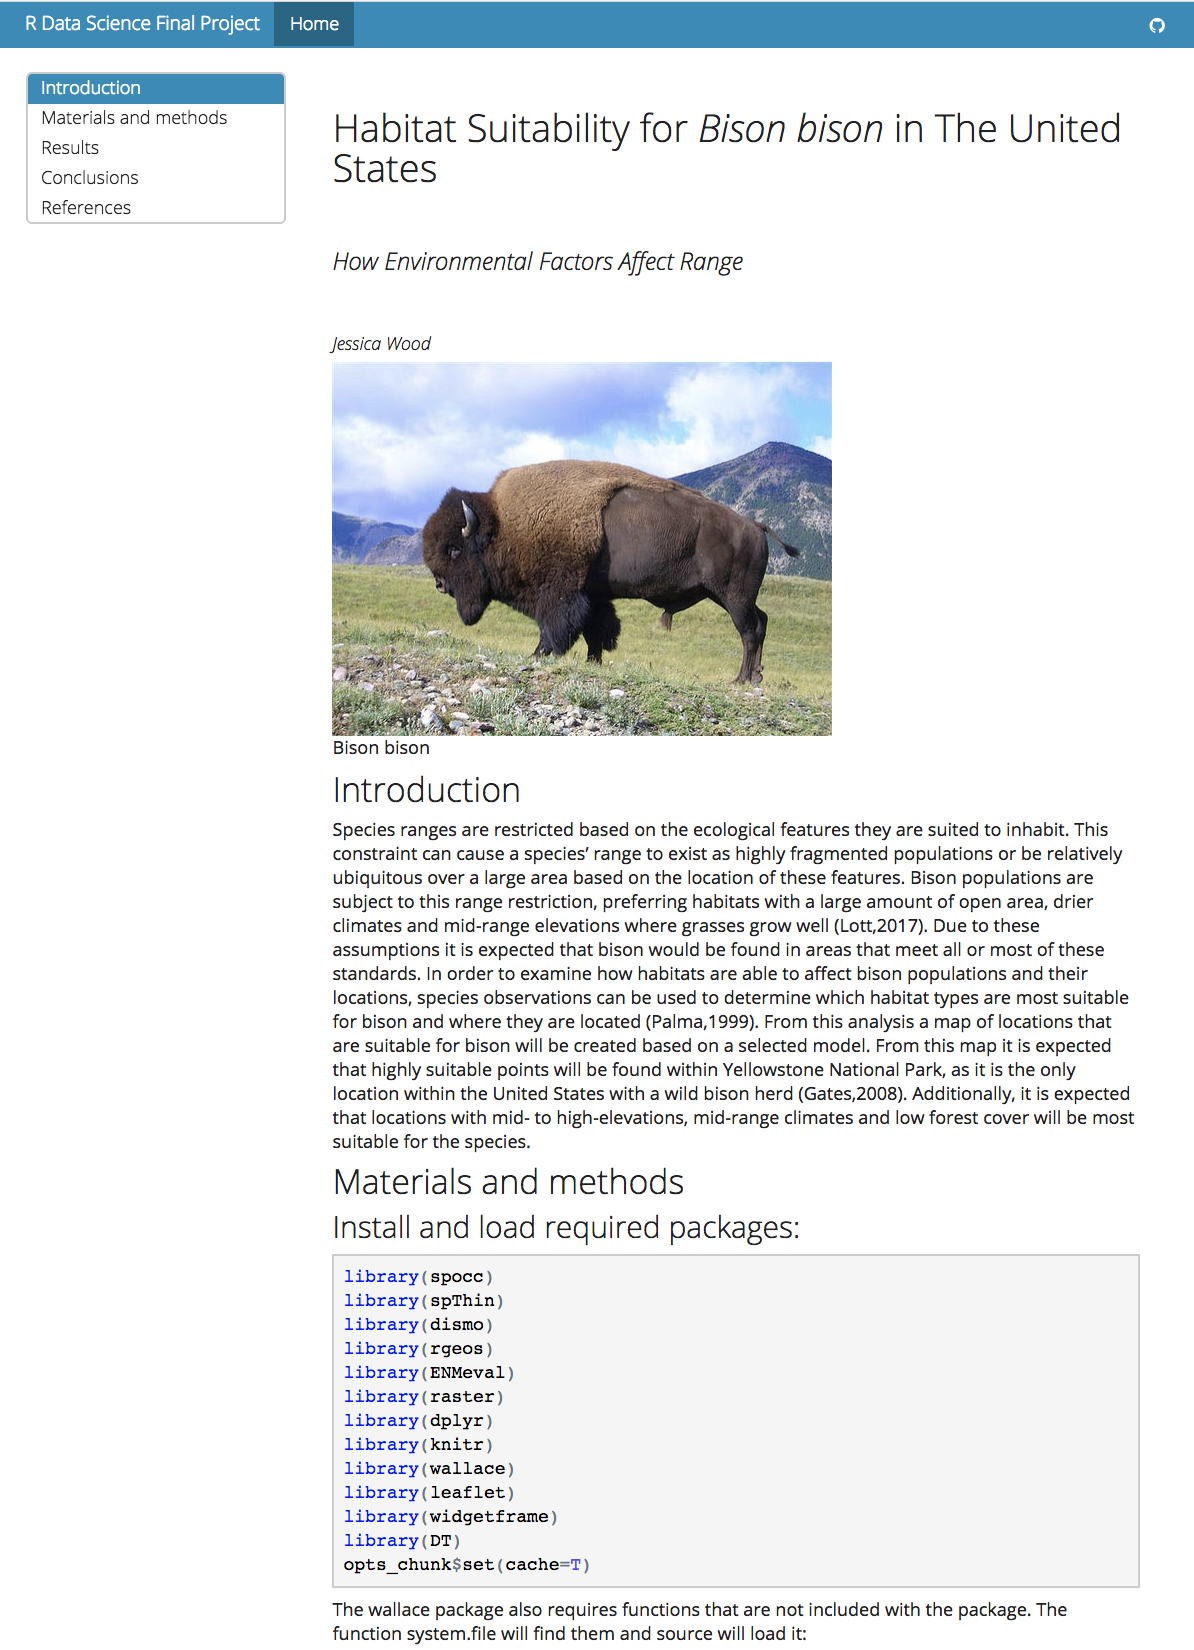 R Data Science Final Project Home
Introduction
Materials and methods
Results
Conclusions
References
Habitat Suitability for Bison bison in The United
States
How Environmental Factors Affect Range
Jessica Wood
Bison bison
Introduction
Species ranges are restricted based on the ecological features they are suited to inhabit. This
constraint can cause a species’ range to exist as highly fragmented populations or be relatively
ubiquitous over a large area based on the location of these features. Bison populations are
subject to this range restriction, preferring habitats with a large amount of open area, drier
climates and mid-range elevations where grasses grow well (Lott,2017). Due to these
assumptions it is expected that bison would be found in areas that meet all or most of these
standards. In order to examine how habitats are able to affect bison populations and their
locations, species observations can be used to determine which habitat types are most suitable
for bison and where they are located (Palma,1999). From this analysis a map of locations that
are suitable for bison will be created based on a selected model. From this map it is expected
that highly suitable points will be found within Yellowstone National Park, as it is the only
location within the United States with a wild bison herd (Gates,2008). Additionally, it is expected
that locations with mid- to high-elevations, mid-range climates and low forest cover will be most
suitable for the species.
Materials and methods
Install and load required packages:
library(spocc)
library(spThin)
library(dismo)
library(rgeos)
library(ENMeval)
library(raster)
library(dplyr)
library(knitr)
library(wallace)
library(leaflet)
library(widgetframe)
library(DT)
opts_chunk$set(cache=T)
The wallace package also requires functions that are not included with the package. The
function system.file will find them and source will load it: